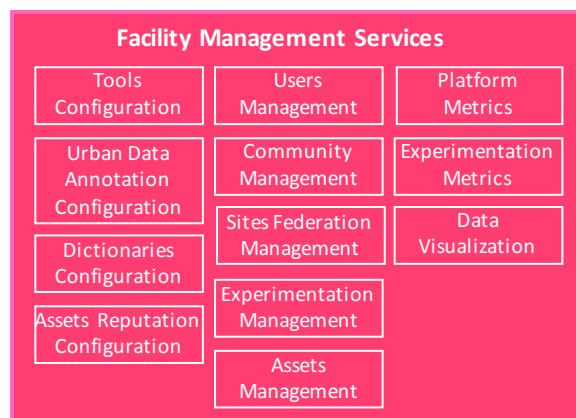 Facility Management Services
Tools
Configuration
Urban Data
Annotation
Configuration
Dictionaries
Configuration
Assets Reputation
Configuration
Users
Management
Community
Management
Sites Federation
Management
Experimentation
Management
Assets
Management
Platform
Metrics
Experimentation
Metrics
Data
Visualization